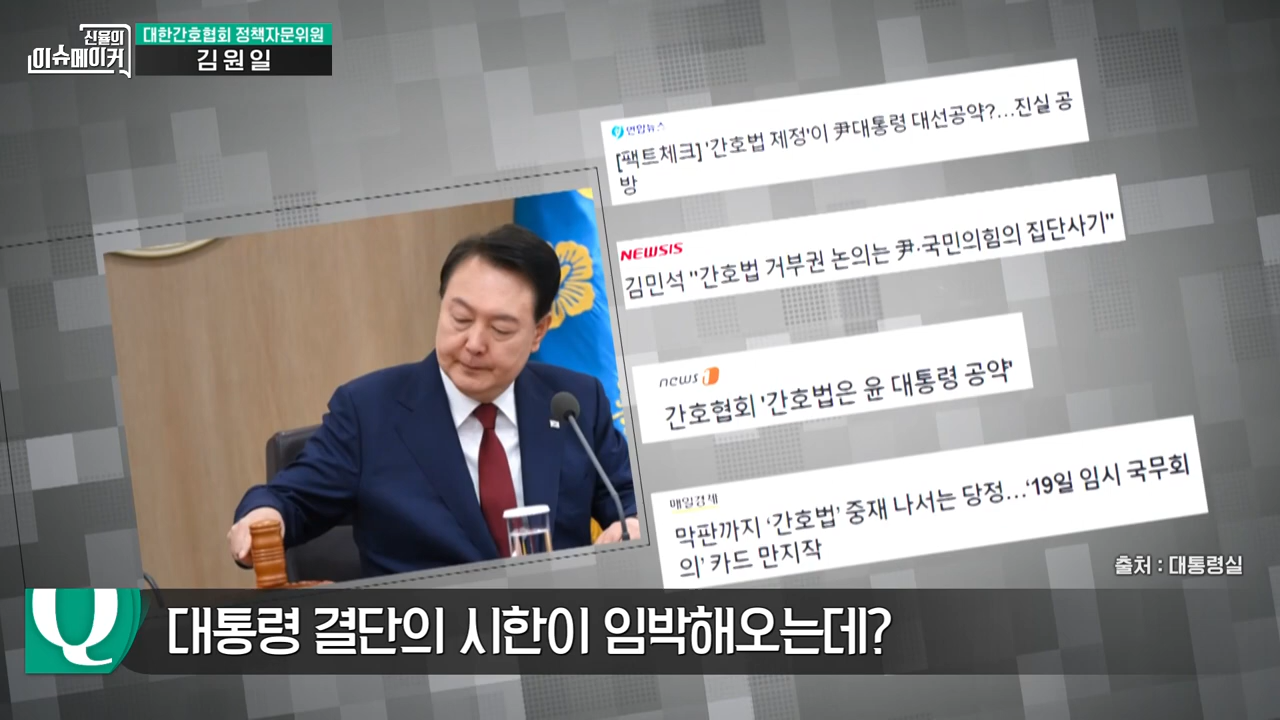 신율의
이슈메이커
대한간호협회 정책자문위원
김원일
연합뉴스
[팩트체크] '간호법 제정'이 尹대통령 대선공약?...진실 공
방
NEWSIS
김민석 "간호법 거부권 논의는 尹·국민의힘의 집단사기"
news1
간호협회 '간호법은 윤 대통령 공약'
매일경제
막판까지 ‘간호법’ 중재 나서는 당정…‘19일 임시 국무회
의’ 카드 만지작
출처 : 대통령실
Q
대통령 결단의 시한이 임박해오는데?